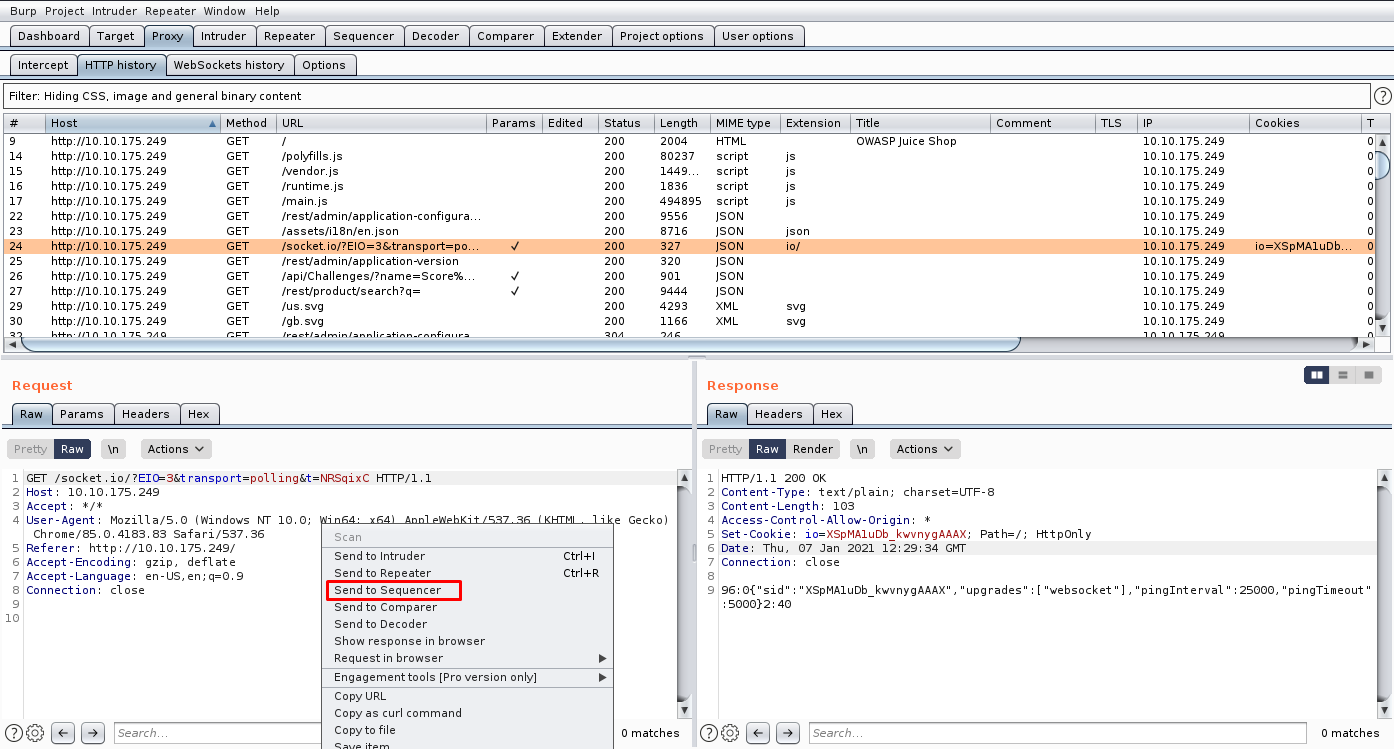 Burp Project Intruder Repeater Window Help
Dashboard Target Proxy Intruder Repeater Sequencer Decoder Comparer Extender Project options User options
Intercept HTTP history WebSockets history Options
Filter: Hiding CSS, image and general binary content ?
# Host Method URL Params Edited Status Length MIME type Extension Title Comment TLS IP Cookies T
9 http://10.10.175.249 GET / 200 2004 HTML OWASP Juice Shop 10.10.175.249 0
14 http://10.10.175.249 GET /polyfills.js 200 80237 script js 10.10.175.249 0
15 http://10.10.175.249 GET /vendor.js 200 1449... script js 10.10.175.249 0
16 http://10.10.175.249 GET /runtime.js 200 1836 script js 10.10.175.249 0
17 http://10.10.175.249 GET /main.js 200 494895 script js 10.10.175.249 0
22 http://10.10.175.249 GET /rest/admin/application-configura... 200 9556 JSON 10.10.175.249 0
23 http://10.10.175.249 GET /assets/i18n/en.json 200 8716 JSON json 10.10.175.249 0
24 http://10.10.175.249 GET /socket.io/?EIO=3&transport=po... ✓ 200 327 JSON io/ 10.10.175.249 io=XSpMA1uDb... 0
25 http://10.10.175.249 GET /rest/admin/application-version 200 320 JSON 10.10.175.249 0
26 http://10.10.175.249 GET /api/Challenges/?name=Score%... ✓ 200 901 JSON 10.10.175.249 0
27 http://10.10.175.249 GET /rest/product/search?q= ✓ 200 9444 JSON 10.10.175.249 0
29 http://10.10.175.249 GET /us.svg 200 4293 XML svg 10.10.175.249 0
30 http://10.10.175.249 GET /gb.svg 200 1166 XML svg 10.10.175.249 0
32 http://10.10.175.249 GET /rest/admin/application-configura 304 246 10.10.175.249 0
Request
Raw Params Headers Hex
Pretty Raw \n Actions
1 GET /socket.io/?EIO=3&transport=polling&t=NRSqixC HTTP/1.1
2 Host: 10.10.175.249
3 Accept: */*
4 User-Agent: Mozilla/5.0 (Windows NT 10.0; Win64; x64) AppleWebKit/537.36 (KHTML, like Gecko)
Chrome/85.0.4183.83 Safari/537.36
5 Referer: http://10.10.175.249/
6 Accept-Encoding: gzip, deflate
7 Accept-Language: en-US,en;q=0.9
8 Connection: close
9
10
Scan
Send to Intruder Ctrl+I
Send to Repeater Ctrl+R
Send to Sequencer
Send to Comparer
Send to Decoder
Show response in browser
Request in browser
Engagement tools [Pro version only]
Copy URL
Copy as curl command
Copy to file
Save item
? Search... 0 matches
Response
Raw Headers Hex
Pretty Raw Render \n Actions
1 HTTP/1.1 200 OK
2 Content-Type: text/plain; charset=UTF-8
3 Content-Length: 103
4 Access-Control-Allow-Origin: *
5 Set-Cookie: io=XSpMA1uDb_kwvnygAAAX; Path=/; HttpOnly
6 Date: Thu, 07 Jan 2021 12:29:34 GMT
7 Connection: close
8
9 96:0{"sid":"XSpMA1uDb_kwvnygAAAX","upgrades":["websocket"],"pingInterval":25000,"pingTimeout"
:5000}2:40
? Search... 0 matches